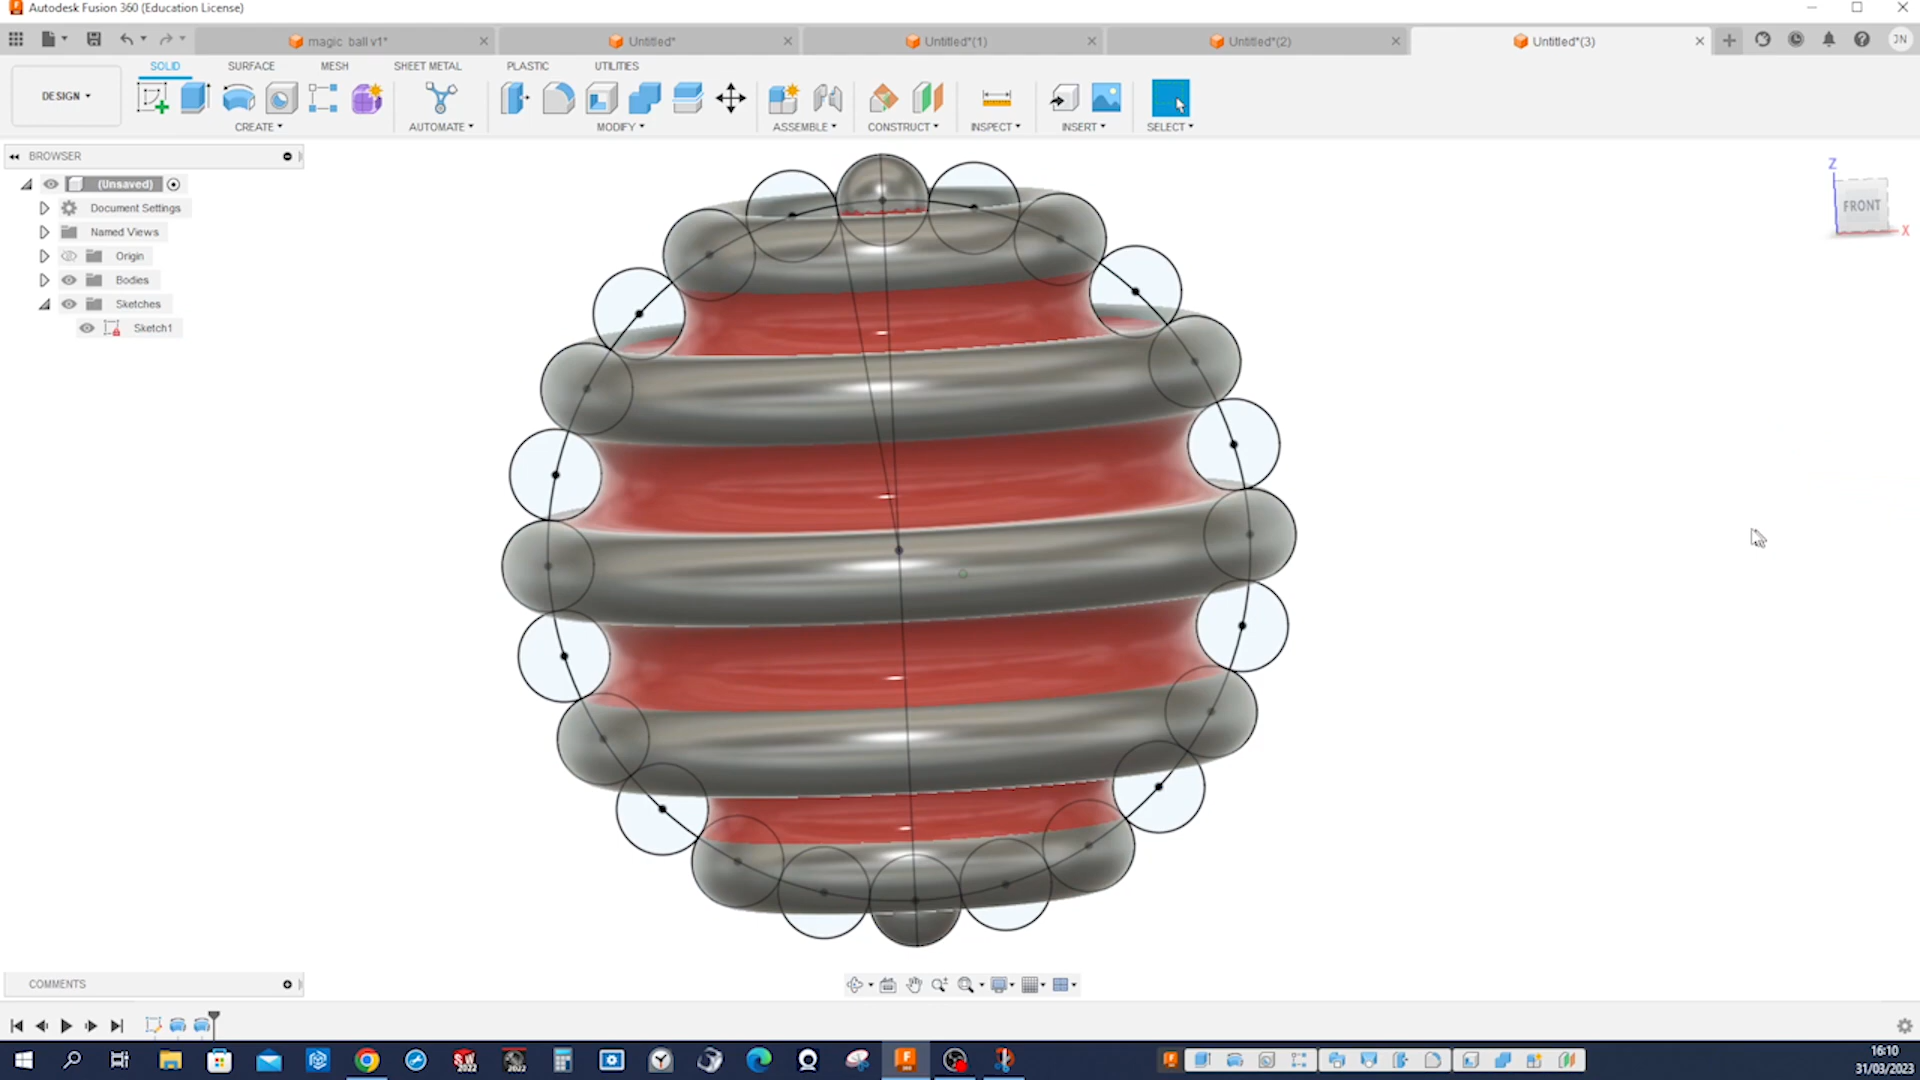 Autodesk Fusion 360 (Education License)
magic ball v1*
Untitled*
Untitled*(1)
Untitled*(2)
Untitled*(3)
JN
SOLID
SURFACE
MESH
SHEET METAL
PLASTIC
UTILITIES
DESIGN
CREATE
AUTOMATE
MODIFY
ASSEMBLE
CONSTRUCT
INSPECT
INSERT
SELECT
BROWSER
(Unsaved)
Document Settings
Named Views
Origin
Bodies
Sketches
Sketch1
Z
FRONT
X
COMMENTS
16:10
31/03/2023